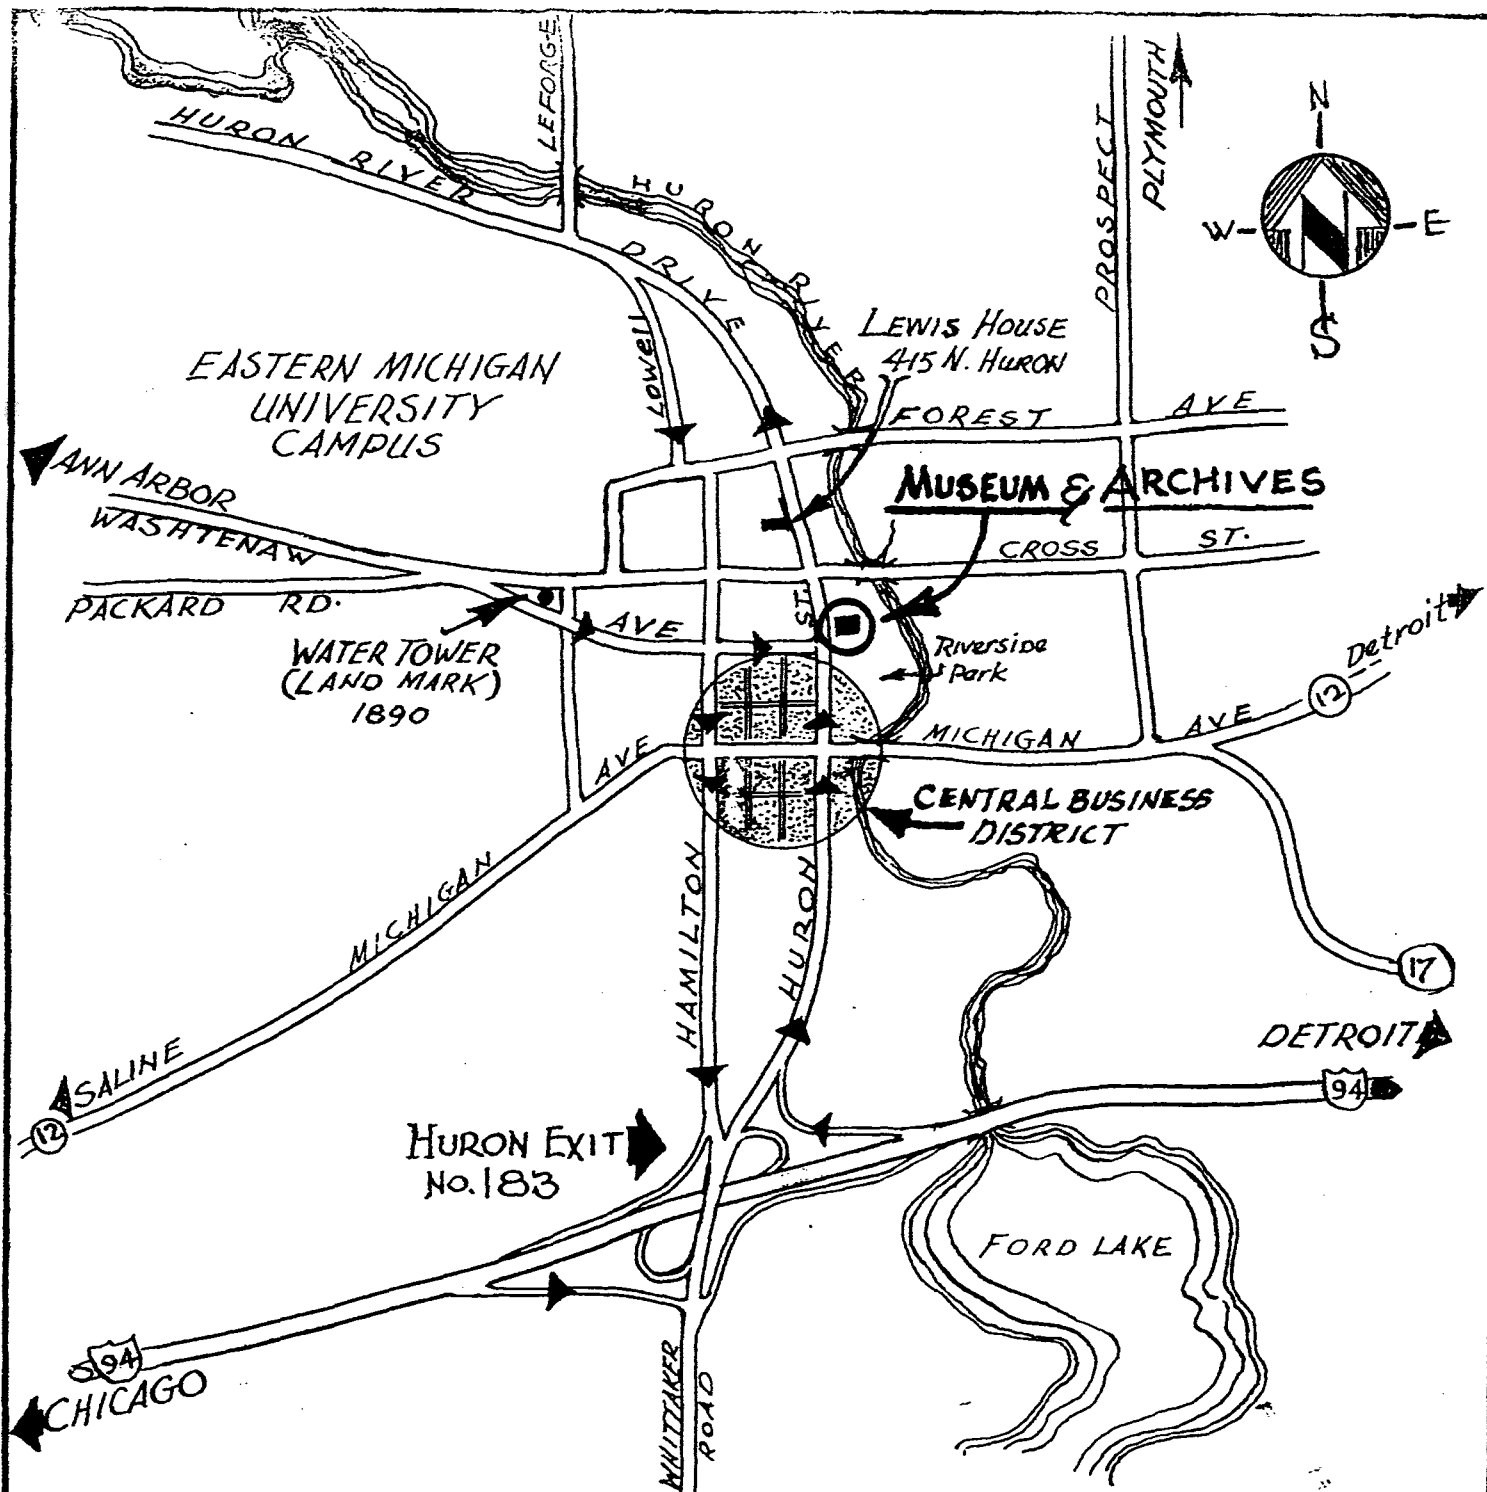 LEFORGE
PLYMOUTH
PROSPECT
N
W
E
S
HURON RIVER DRIVE
HURON RIVER
LEWIS HOUSE
415 N. HURON
Lowell
EASTERN MICHIGAN
UNIVERSITY
CAMPUS
FOREST AVE
ANN ARBOR
MUSEUM & ARCHIVES
WASHTENAW AVE
CROSS ST.
PACKARD RD.
ST.
WATER TOWER
(LAND MARK)
1890
Riverside
Park
Detroit
12
MICHIGAN AVE
MICHIGAN AVE
CENTRAL BUSINESS
DISTRICT
HAMILTON
HURON
17
DETROIT
94
SALINE
12
HURON EXIT
No. 183
FORD LAKE
94
CHICAGO
WHITTAKER
ROAD